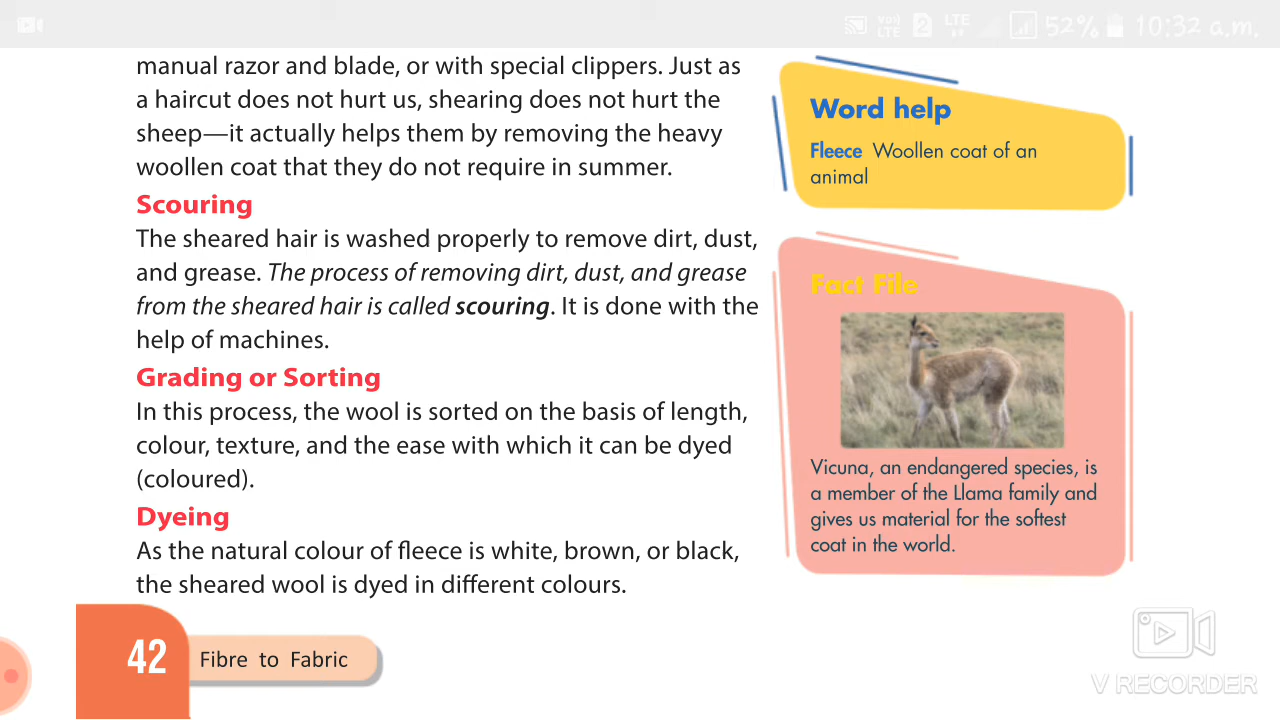 52% 10:32 a.m.
manual razor and blade, or with special clippers. Just as
a haircut does not hurt us, shearing does not hurt the
sheep—it actually helps them by removing the heavy
woollen coat that they do not require in summer.
Scouring
The sheared hair is washed properly to remove dirt, dust,
and grease. The process of removing dirt, dust, and grease
from the sheared hair is called scouring. It is done with the
help of machines.
Grading or Sorting
In this process, the wool is sorted on the basis of length,
colour, texture, and the ease with which it can be dyed
(coloured).
Dyeing
As the natural colour of fleece is white, brown, or black,
the sheared wool is dyed in different colours.
42 Fibre to Fabric
Word help
Fleece Woollen coat of an
animal
Fact File
Vicuna, an endangered species, is
a member of the Llama family and
gives us material for the softest
coat in the world.
V RECORDER